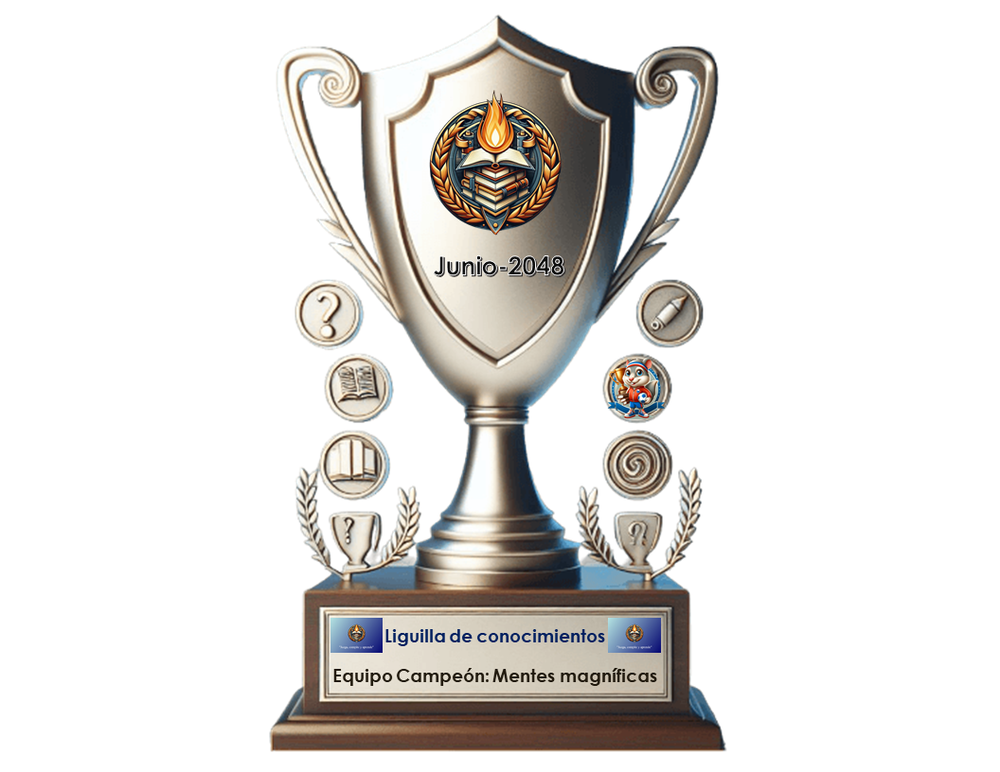 Junio-2048
Liguilla de conocimientos
Equipo Campeón: Mentes magníficas